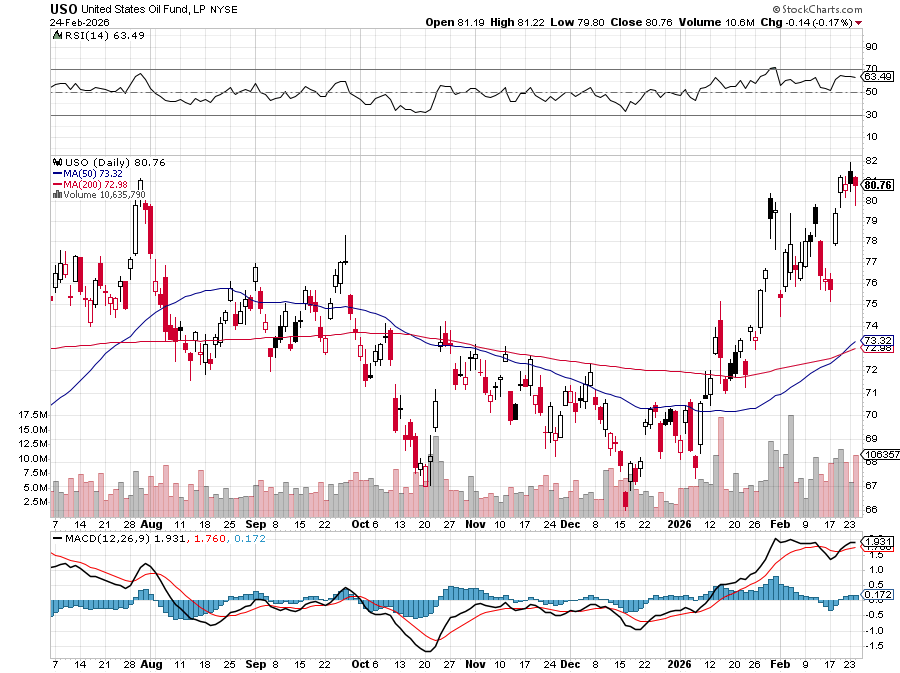 USO United States Oil Fund, LP NYSE
© StockCharts.com
24-Feb-2026
Open 81.19 High 81.22 Low 79.80 Close 80.76 Volume 10.6M Chg -0.14 (-0.17%)
RSI(14) 63.49
90
70
63.49
50
30
10
USO (Daily) 80.76
MA(50) 73.32
MA(200) 72.98
Volume 10,635,790
82
81
80.76
80
79
78
77
76
75
74
73.32
72.98
72
71
70
69
68
67
66
17.5M
15.0M
12.5M
10.0M
7.5M
5.0M
2.5M
106357
7 14 21 28 Aug 11 18 25 Sep 8 15 22 Oct 6 13 20 27 Nov 10 17 24 Dec 8 15 22 2026 12 20 26 Feb 9 17 23
MACD(12,26,9) 1.931, 1.760, 0.172
1.931
1.760
1.5
1.0
0.5
0.172
0.0
-0.5
-1.0
-1.5
7 14 21 28 Aug 11 18 25 Sep 8 15 22 Oct 6 13 20 27 Nov 10 17 24 Dec 8 15 22 2026 12 20 26 Feb 9 17 23